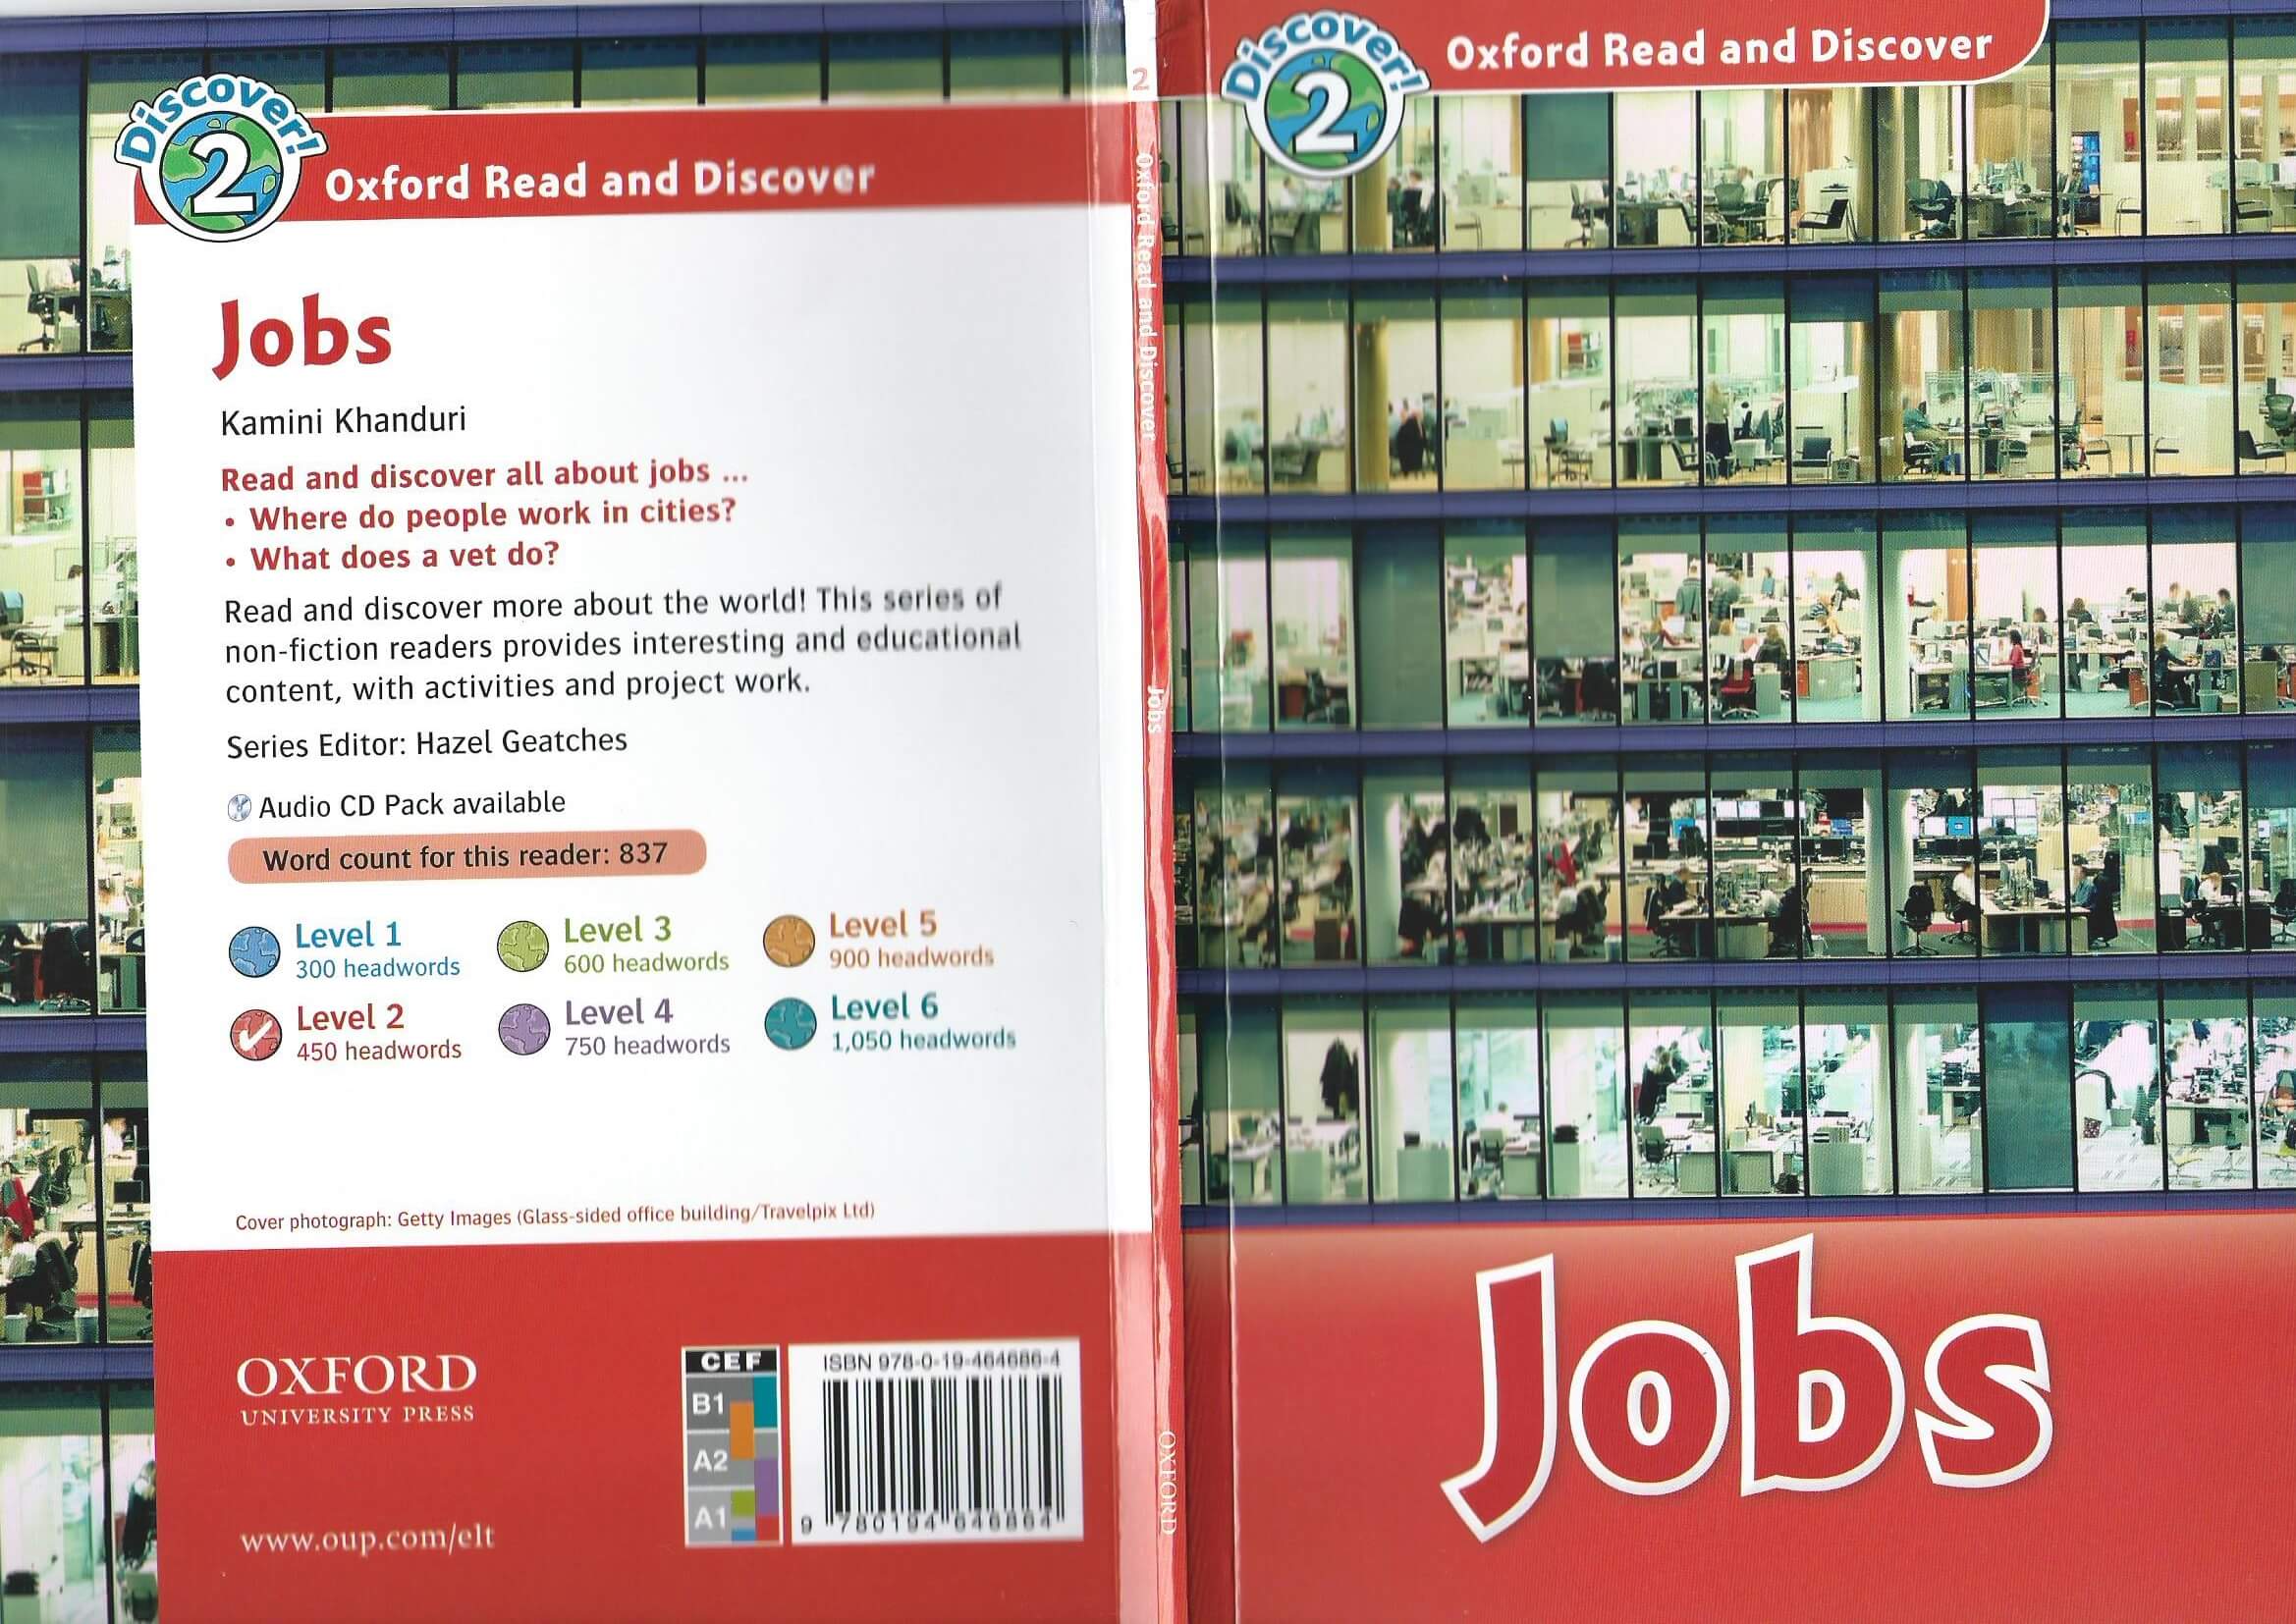 Discover!
2
Oxford Read and Discover
Jobs
Kamini Khanduri
Read and discover all about jobs ...
• Where do people work in cities?
• What does a vet do?
Read and discover more about the world! This series of
non-fiction readers provides interesting and educational
content, with activities and project work.
Series Editor: Hazel Geatches
Audio CD Pack available
Word count for this reader: 837
Level 1
300 headwords
Level 2
450 headwords
Level 3
600 headwords
Level 4
750 headwords
Level 5
900 headwords
Level 6
1,050 headwords
Cover photograph: Getty Images (Glass-sided office building/Travelpix Ltd)
OXFORD
UNIVERSITY PRESS
www.oup.com/elt
CEF
B1
A2
A1
ISBN 978-0-19-464686-4
9 780194 646864
2
Oxford Read and Discover
Jobs
OXFORD
Discover!
2
Oxford Read and Discover
Jobs